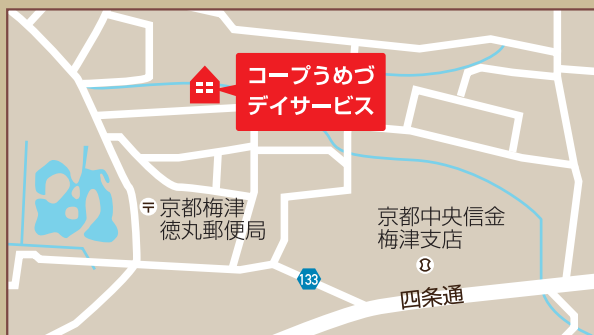 コープうめづ
デイサービス
〒京都梅津
徳丸郵便局
京都中央信金
梅津支店
133
四条通